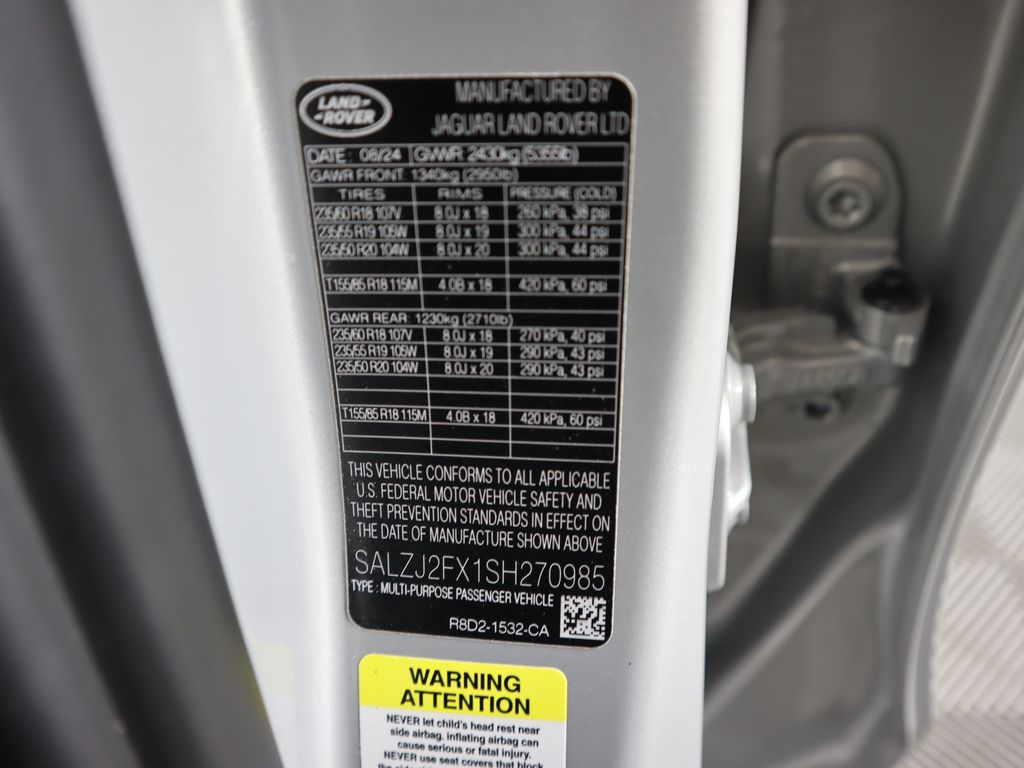 LAND-
-ROVER
MANUFACTURED BY
JAGUAR LAND ROVER LTD
DATE : 08/24 GVWR 2430kg (5355lb)
GAWR FRONT: 1340kg (2950lb)
TIRES RIMS PRESSURE (COLD)
235/60 R18 107V 8.0J x 18 260 kPa, 38 psi
235/55 R19 105W 8.0J x 19 300 kPa, 44 psi
235/50 R20 104W 8.0J x 20 300 kPa, 44 psi
T155/85 R18 115M 4.0B x 18 420 kPa, 60 psi
GAWR REAR: 1230kg (2710lb)
235/60 R18 107V 8.0J x 18 270 kPa, 40 psi
235/55 R19 105W 8.0J x 19 290 kPa, 43 psi
235/50 R20 104W 8.0J x 20 290 kPa, 43 psi
T155/85 R18 115M 4.0B x 18 420 kPa, 60 psi
THIS VEHICLE CONFORMS TO ALL APPLICABLE
U.S. FEDERAL MOTOR VEHICLE SAFETY AND
THEFT PREVENTION STANDARDS IN EFFECT ON
THE DATE OF MANUFACTURE SHOWN ABOVE
SALZJ2FX1SH270985
TYPE : MULTI-PURPOSE PASSENGER VEHICLE
R8D2-1532-CA
WARNING
ATTENTION
NEVER let child's head rest near
side airbag. inflating airbag can
cause serious or fatal injury.
NEVER use seat covers that block